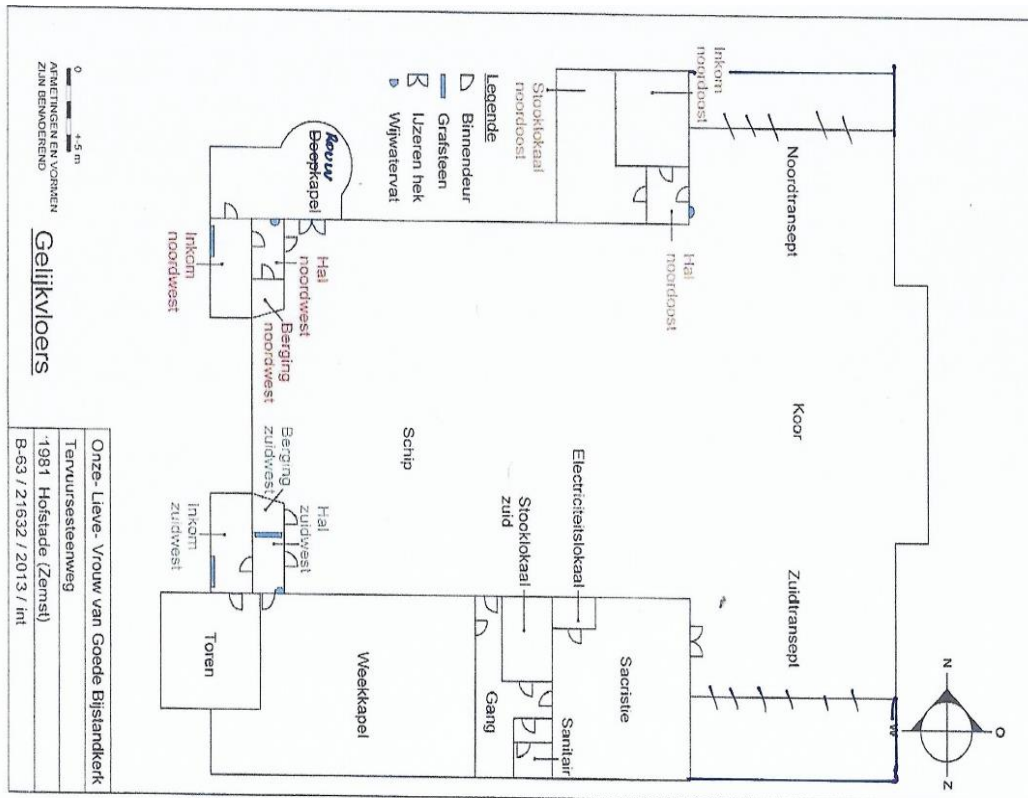 Inkom
noordoost
Noordtransept
Stooklokaal
noordoost
Hal
noordoost
Legende
Binnendeur
Grafsteen
IJzeren hek
Wijwatervat
Rouw
Doopkapel
Hal
noordwest
Inkom
noordwest
Berging
noordwest
Koor
Schip
Berging
zuidwest
Hal
zuidwest
Inkom
zuidwest
Electriciteitslokaal
Stooklokaal
zuid
Zuidtransept
Sacristie
Sanitair
Gang
Weekkapel
Toren
N
O
Z
W
0 +5 m
AFMETINGEN EN VORMEN
ZIJN BENADEREND
Gelijkvloers
Onze- Lieve- Vrouw van Goede Bijstandkerk
Tervuursesteenweg
1981 Hofstade (Zemst)
B-63 / 21632 / 2013 / int